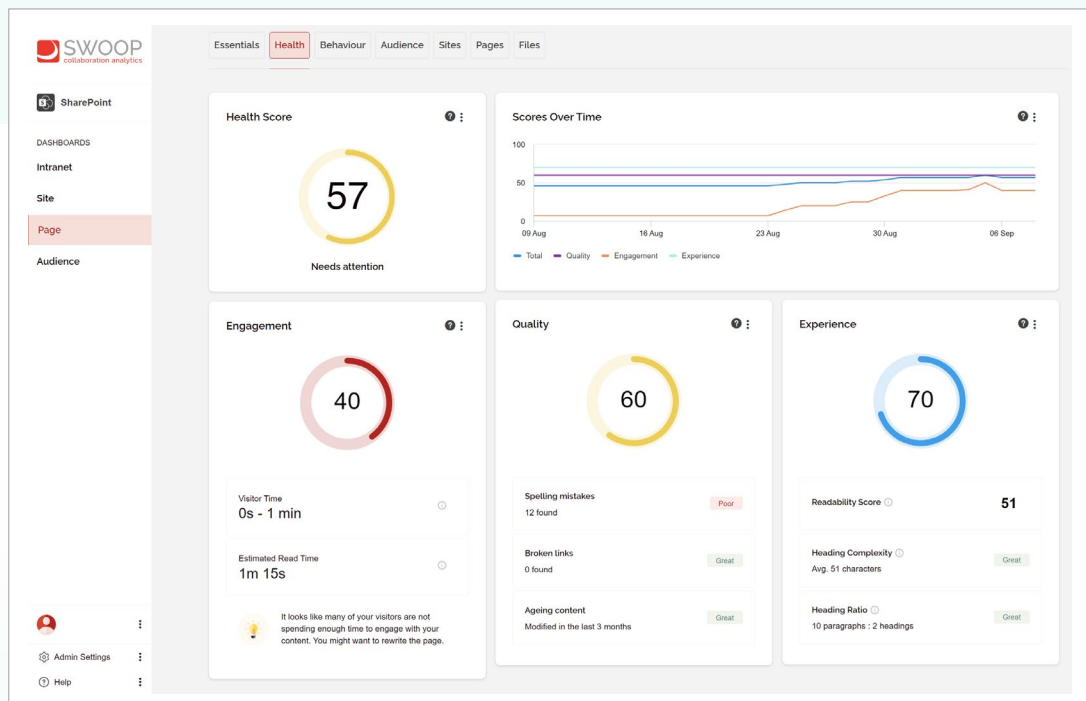 SWOOP
collaboration analytics
SharePoint
DASHBOARDS
Intranet
Site
Page
Audience
Admin Settings
Help
Essentials
Health
Behaviour
Audience
Sites
Pages
Files
Health Score
57
Needs attention
Scores Over Time
100
50
0
09 Aug
16 Aug
23 Aug
30 Aug
06 Sep
Total
Quality
Engagement
Experience
Engagement
40
Visitor Time
0s - 1 min
Estimated Read Time
1m 15s
It looks like many of your visitors are not
spending enough time to engage with your
content. You might want to rewrite the page.
Quality
60
Spelling mistakes
12 found
Poor
Broken links
0 found
Great
Ageing content
Modified in the last 3 months
Great
Experience
70
Readability Score
51
Heading Complexity
Avg. 51 characters
Great
Heading Ratio
10 paragraphs : 2 headings
Great